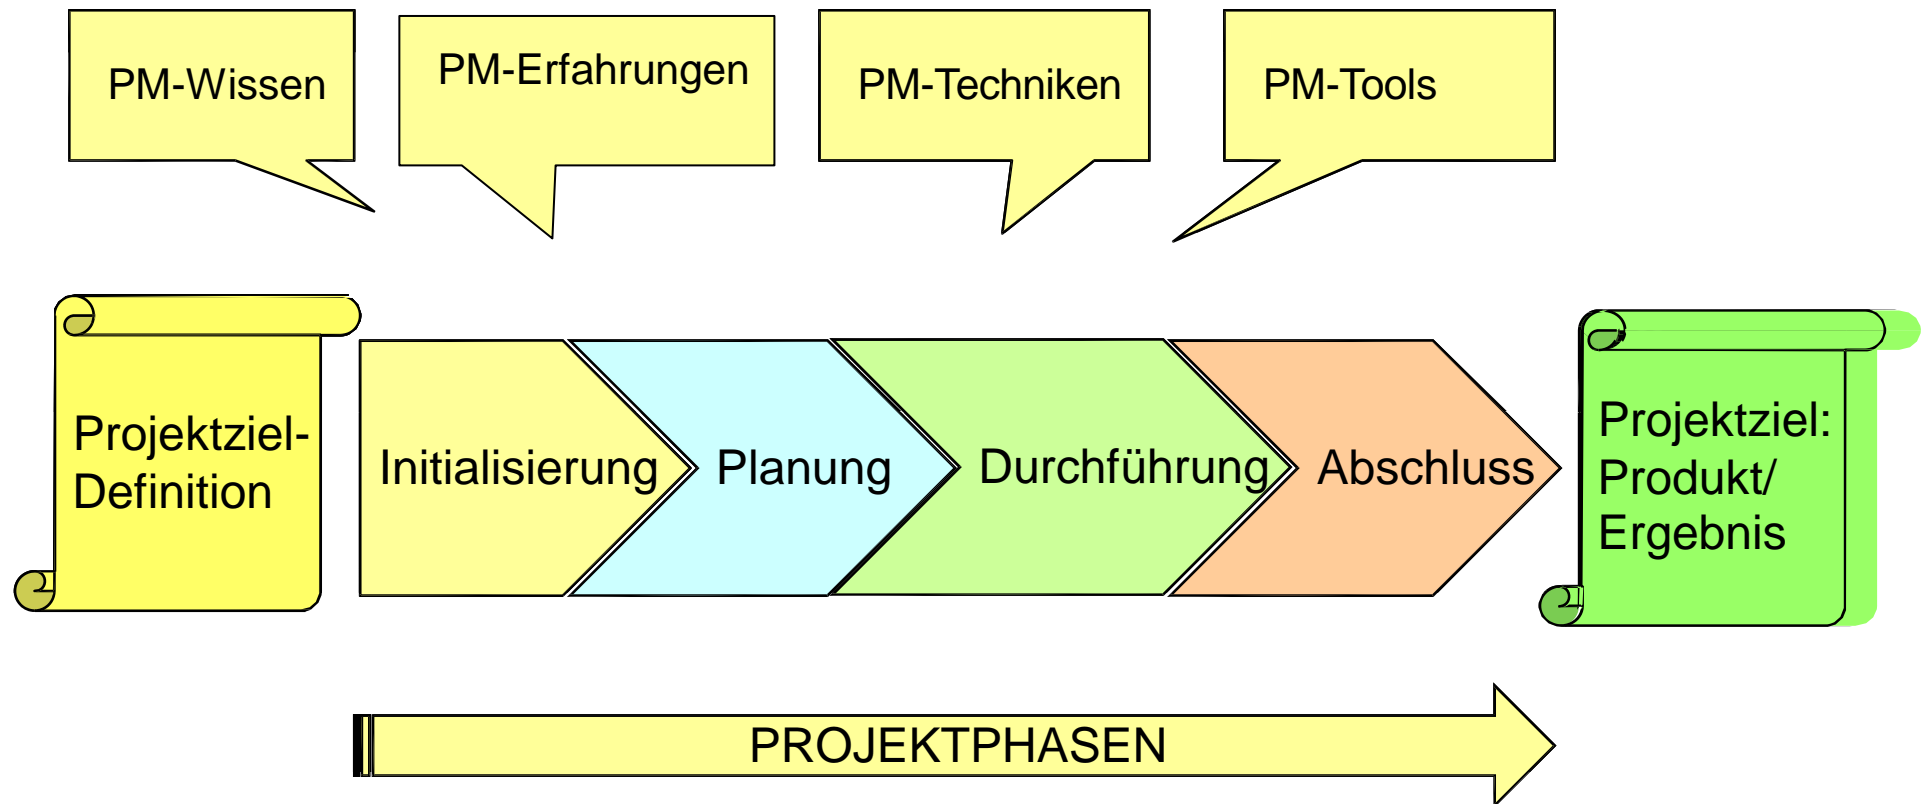 PM-Wissen
PM-Erfahrungen
PM-Techniken
PM-Tools
Projektziel-
Definition
Initialisierung
Planung
Durchführung
Abschluss
Projektziel:
Produkt/
Ergebnis
PROJEKTPHASEN